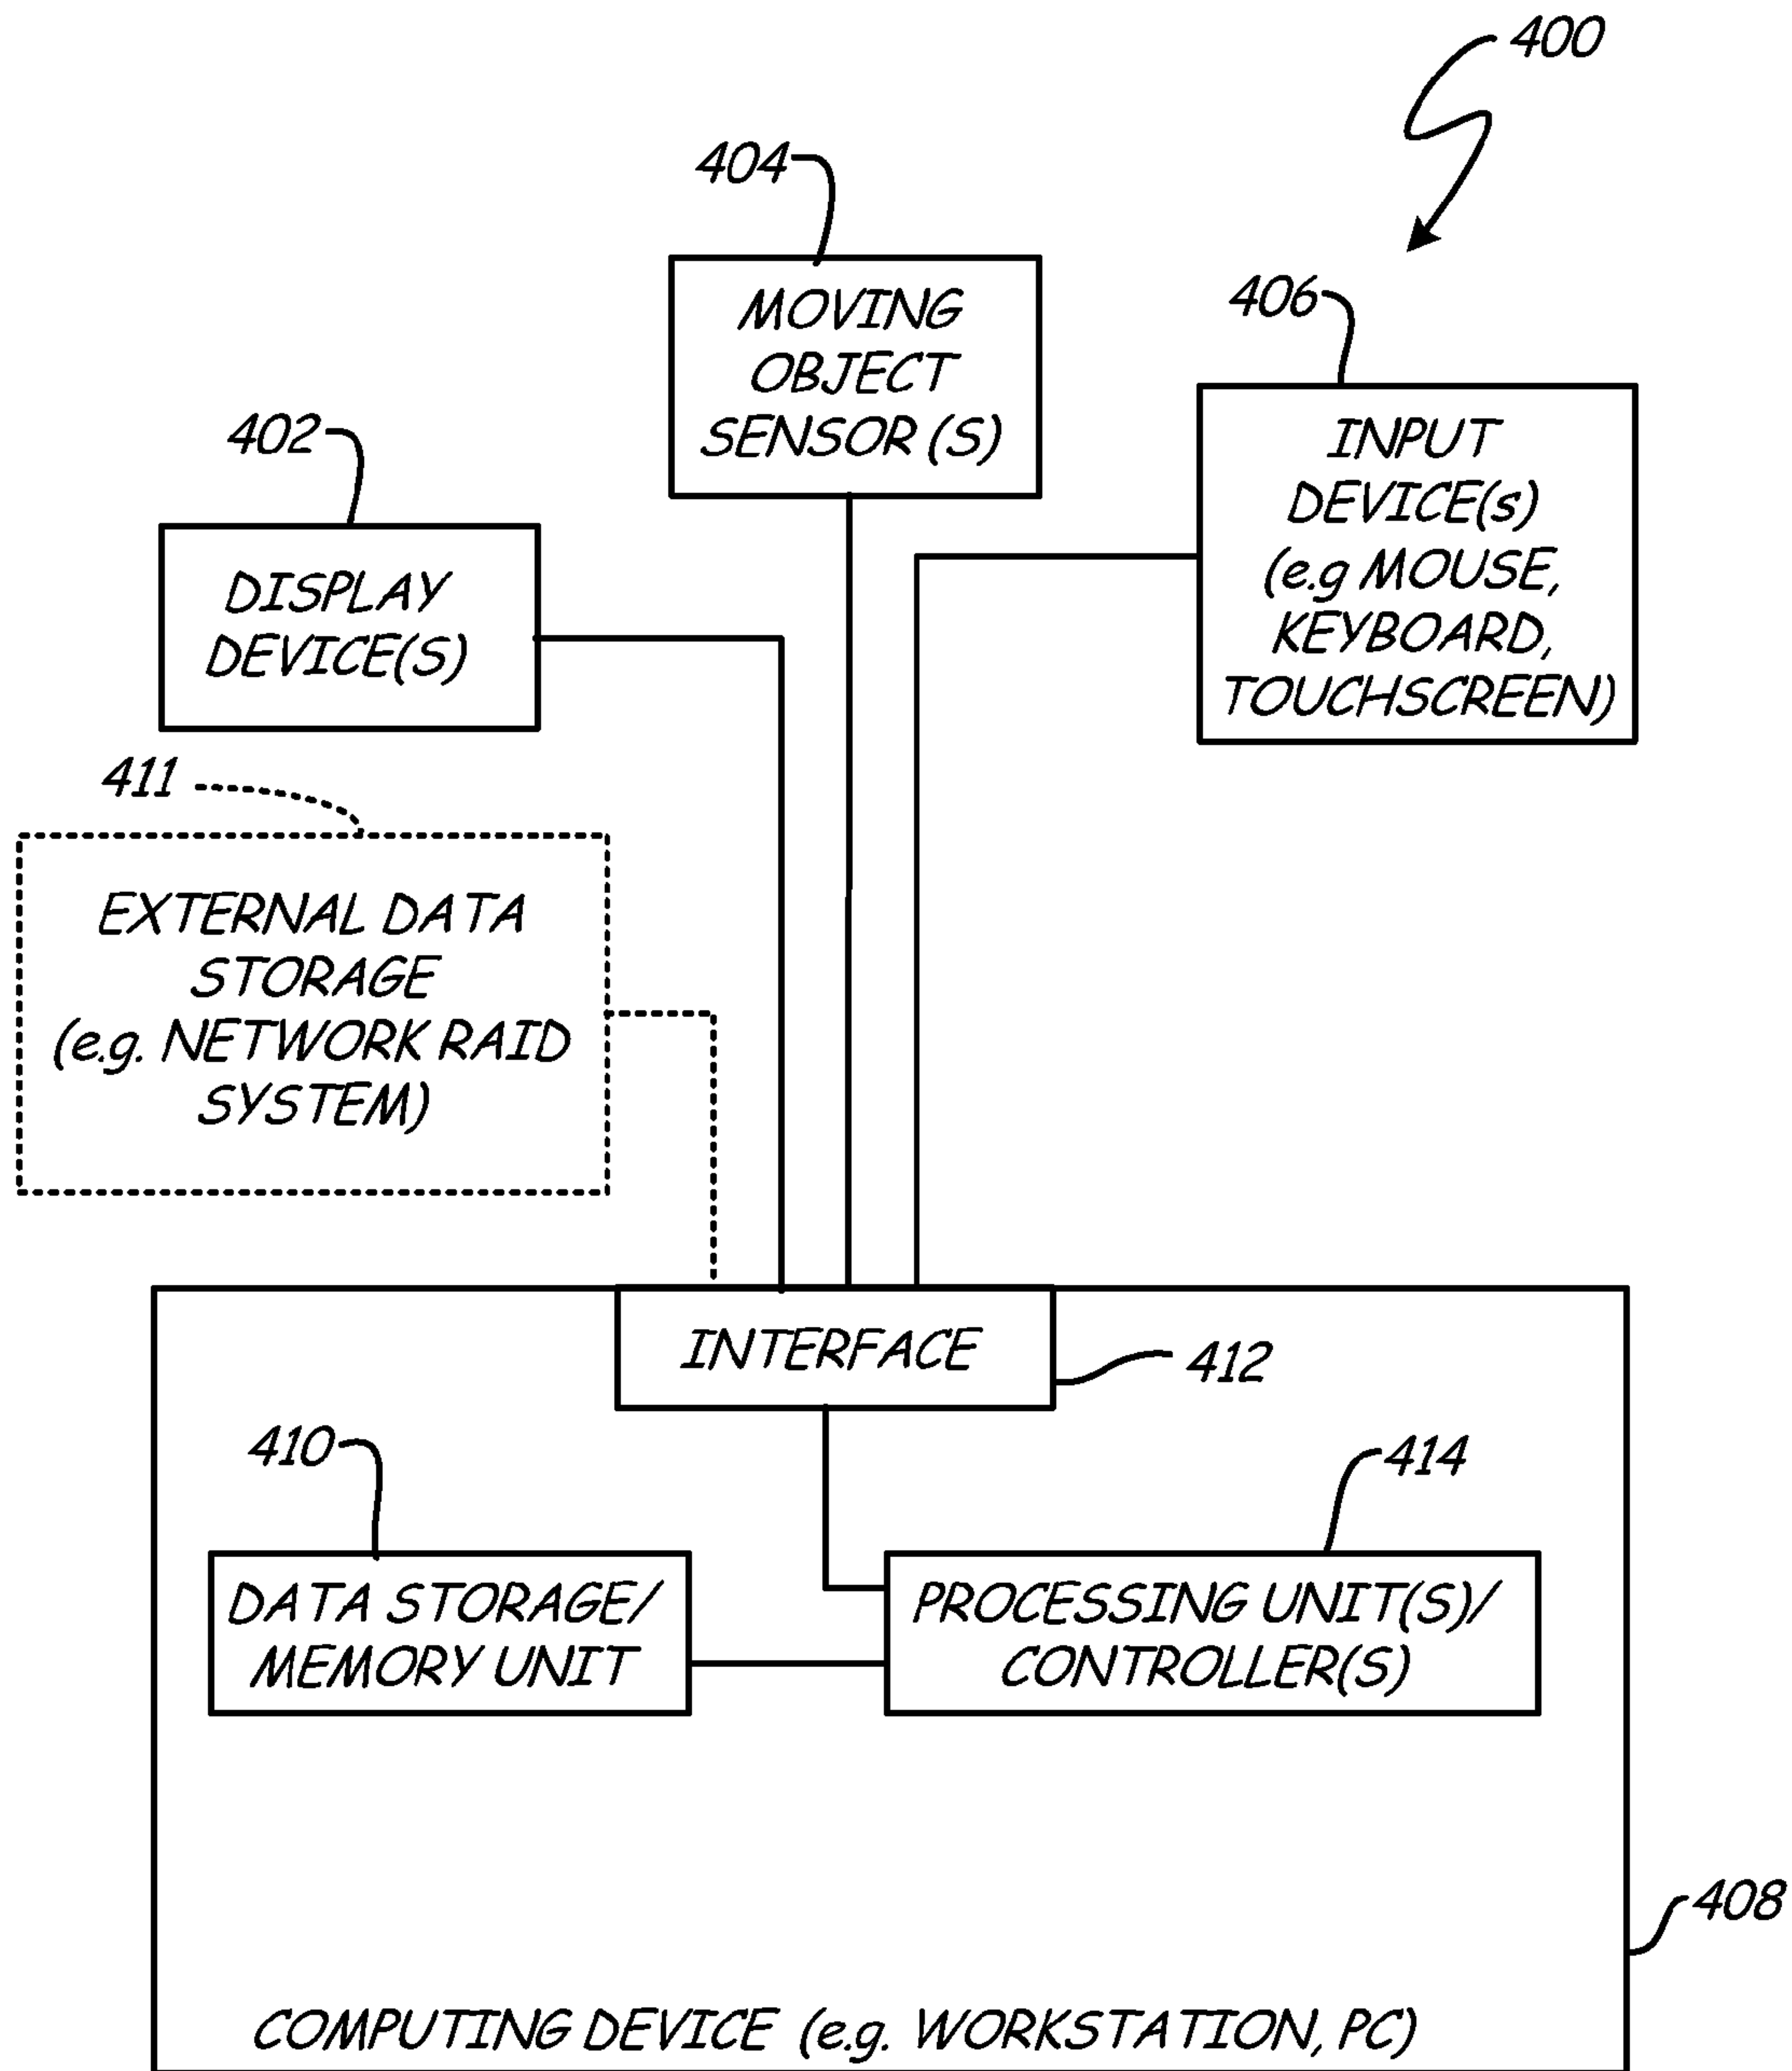 400
404
MOVING
OBJECT
SENSOR (S)
406
INPUT
DEVICE(s)
(e.g MOUSE,
KEYBOARD,
TOUCHSCREEN)
402
DISPLAY
DEVICE(S)
411
EXTERNAL DATA
STORAGE
(e.g. NETWORK RAID
SYSTEM)
INTERFACE
412
410
DATA STORAGE/
MEMORY UNIT
414
PROCESSING UNIT(S)/
CONTROLLER(S)
408
COMPUTING DEVICE (e.g. WORKSTATION, PC)